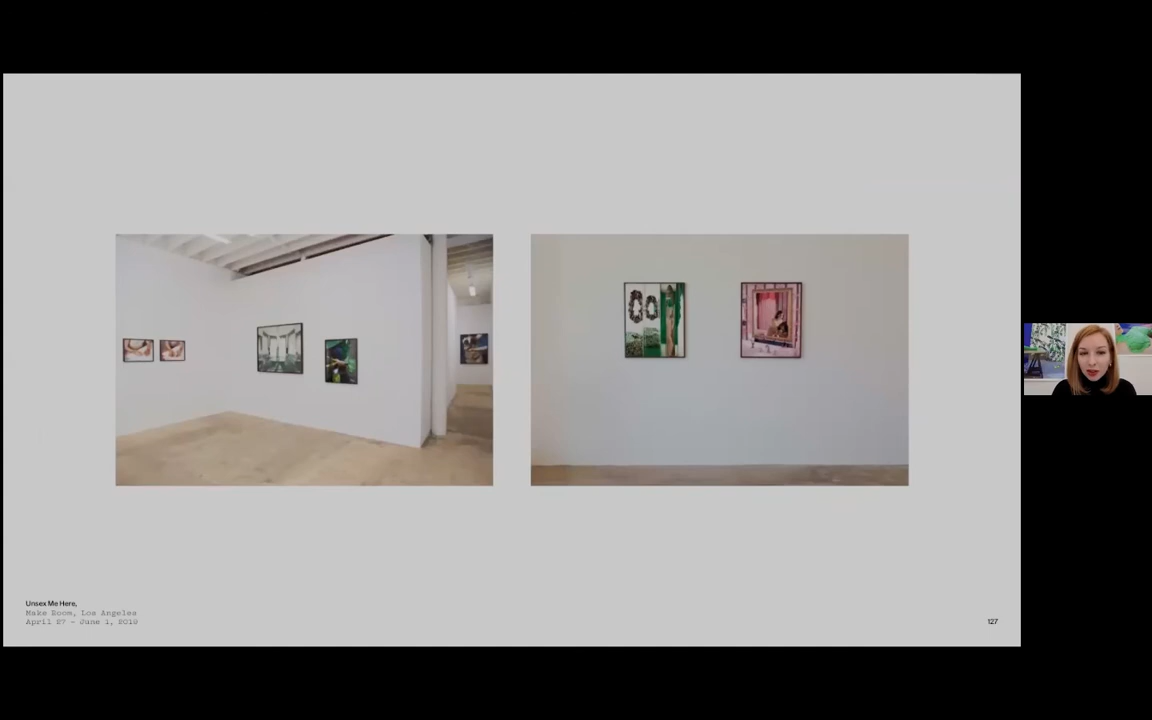 Unsex Me Here,
Make Room, Los Angeles
April 27 – June 1, 2019
127